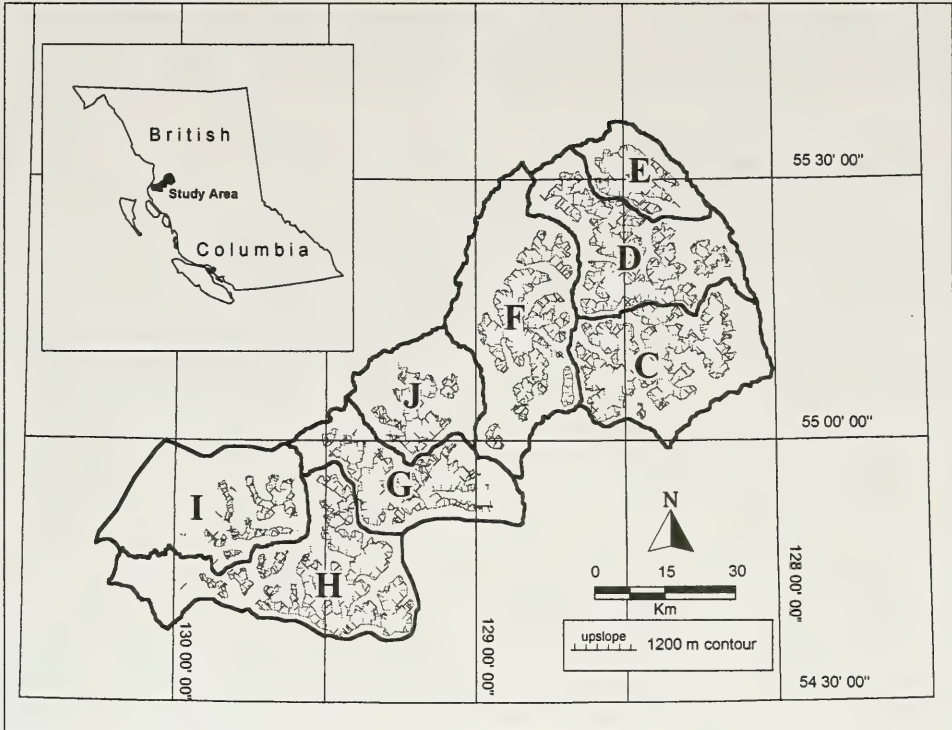 British
Study Area
Columbia
E
55 30' 00"
D
F
C
J
55 00' 00"
G
I
N
H
0 15 30
Km
128 00' 00"
upslope
1200 m contour
130 00' 00"
129 00' 00"
54 30' 00"